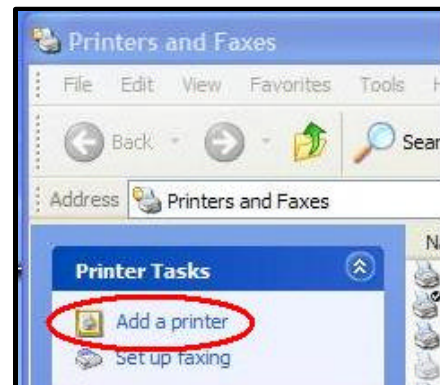 Printers and Faxes
File Edit View Favorites Tools
Back
Address Printers and Faxes
Printer Tasks
Add a printer
Set up faxing